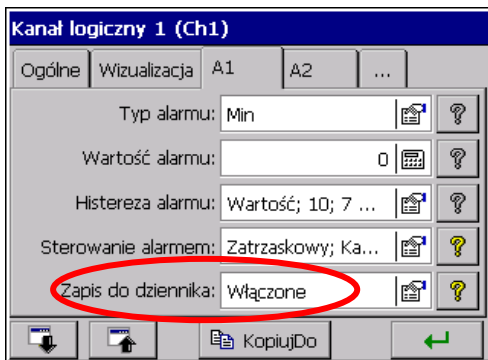 Kanał logiczny 1 (Ch1)
Ogólne Wizualizacja A1 A2 ...
Typ alarmu: Min ?
Wartość alarmu: 0 ?
Histereza alarmu: Wartość; 10; 7 ... ?
Sterowanie alarmem: Zatrzaskowy; Ka... ?
Zapis do dziennika: Włączone ?
KopiujDo